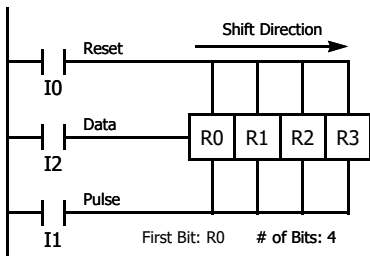 Shift Direction
Reset
I0
Data
R0 R1 R2 R3
I2
Pulse
I1
First Bit: R0 # of Bits: 4